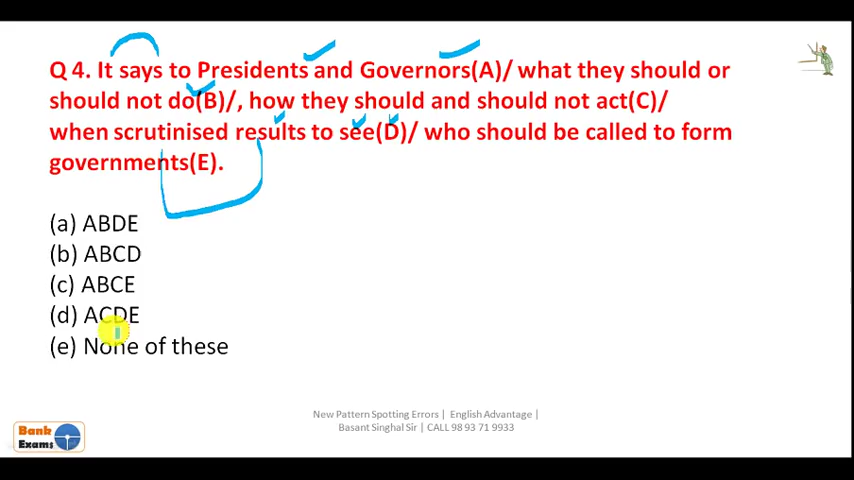 Q 4. It says to Presidents and Governors(A)/ what they should or
should not do(B)/, how they should and should not act(C)/
when scrutinised results to see(D)/ who should be called to form
governments(E).
(a) ABDE
(b) ABCD
(c) ABCE
(d) ACDE
(e) None of these
New Pattern Spotting Errors | English Advantage |
Basant Singhal Sir | CALL 98 93 71 9933
Bank
Exams